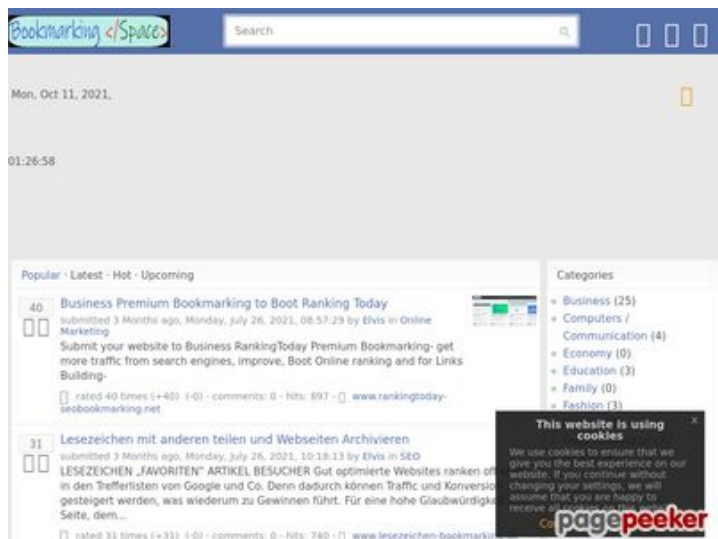 Bookmarking </Space>
Search
Mon, Oct 11, 2021,
01:26:58
Popular · Latest · Hot · Upcoming
40
Business Premium Bookmarking to Boot Ranking Today
submitted 3 Months ago, Monday, July 26, 2021, 08:57:29 by Elvis in Online
Marketing
Submit your website to Business RankingToday Premium Bookmarking- get
more traffic from search engines, improve, Boot Online ranking and for Links
Building-
rated 40 times (+40) (-0) - comments: 0 - hits: 897 - www.rankingtoday-
seobookmarking.net
31
Lesezeichen mit anderen teilen und Webseiten Archivieren
submitted 3 Months ago, Monday, July 26, 2021, 10:18:13 by Elvis in SEO
LESEZEICHEN „FAVORITEN" ARTIKEL BESUCHER Gut optimierte Websites ranken
in den Trefferlisten von Google und Co. Denn dadurch können Traffic und
gesteigert werden, was wiederum zu Gewinnen führt. Für eine hohe
Seite, dem...
rated 31 times (+31) (-0) - comments: 0 - hits: 740 -
Categories
Business (25)
Computers /
Communication (4)
Economy (0)
Education (3)
Family (0)
Fashion (3)
x
This website is using
cookies
We use cookies to ensure that we
give you the best experience on our
website. If you continue without
changing your settings, we will
assume that you are happy to
receive all cookies on this
pagepeeker